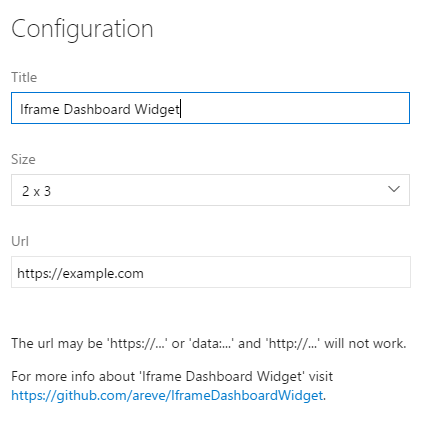 Configuration
Title
Iframe Dashboard Widget
Size
2 x 3
Url
https://example.com
The url may be 'https://...' or 'data:...' and 'http://...' will not work.
For more info about 'Iframe Dashboard Widget' visit
https://github.com/areve/IframeDashboardWidget.